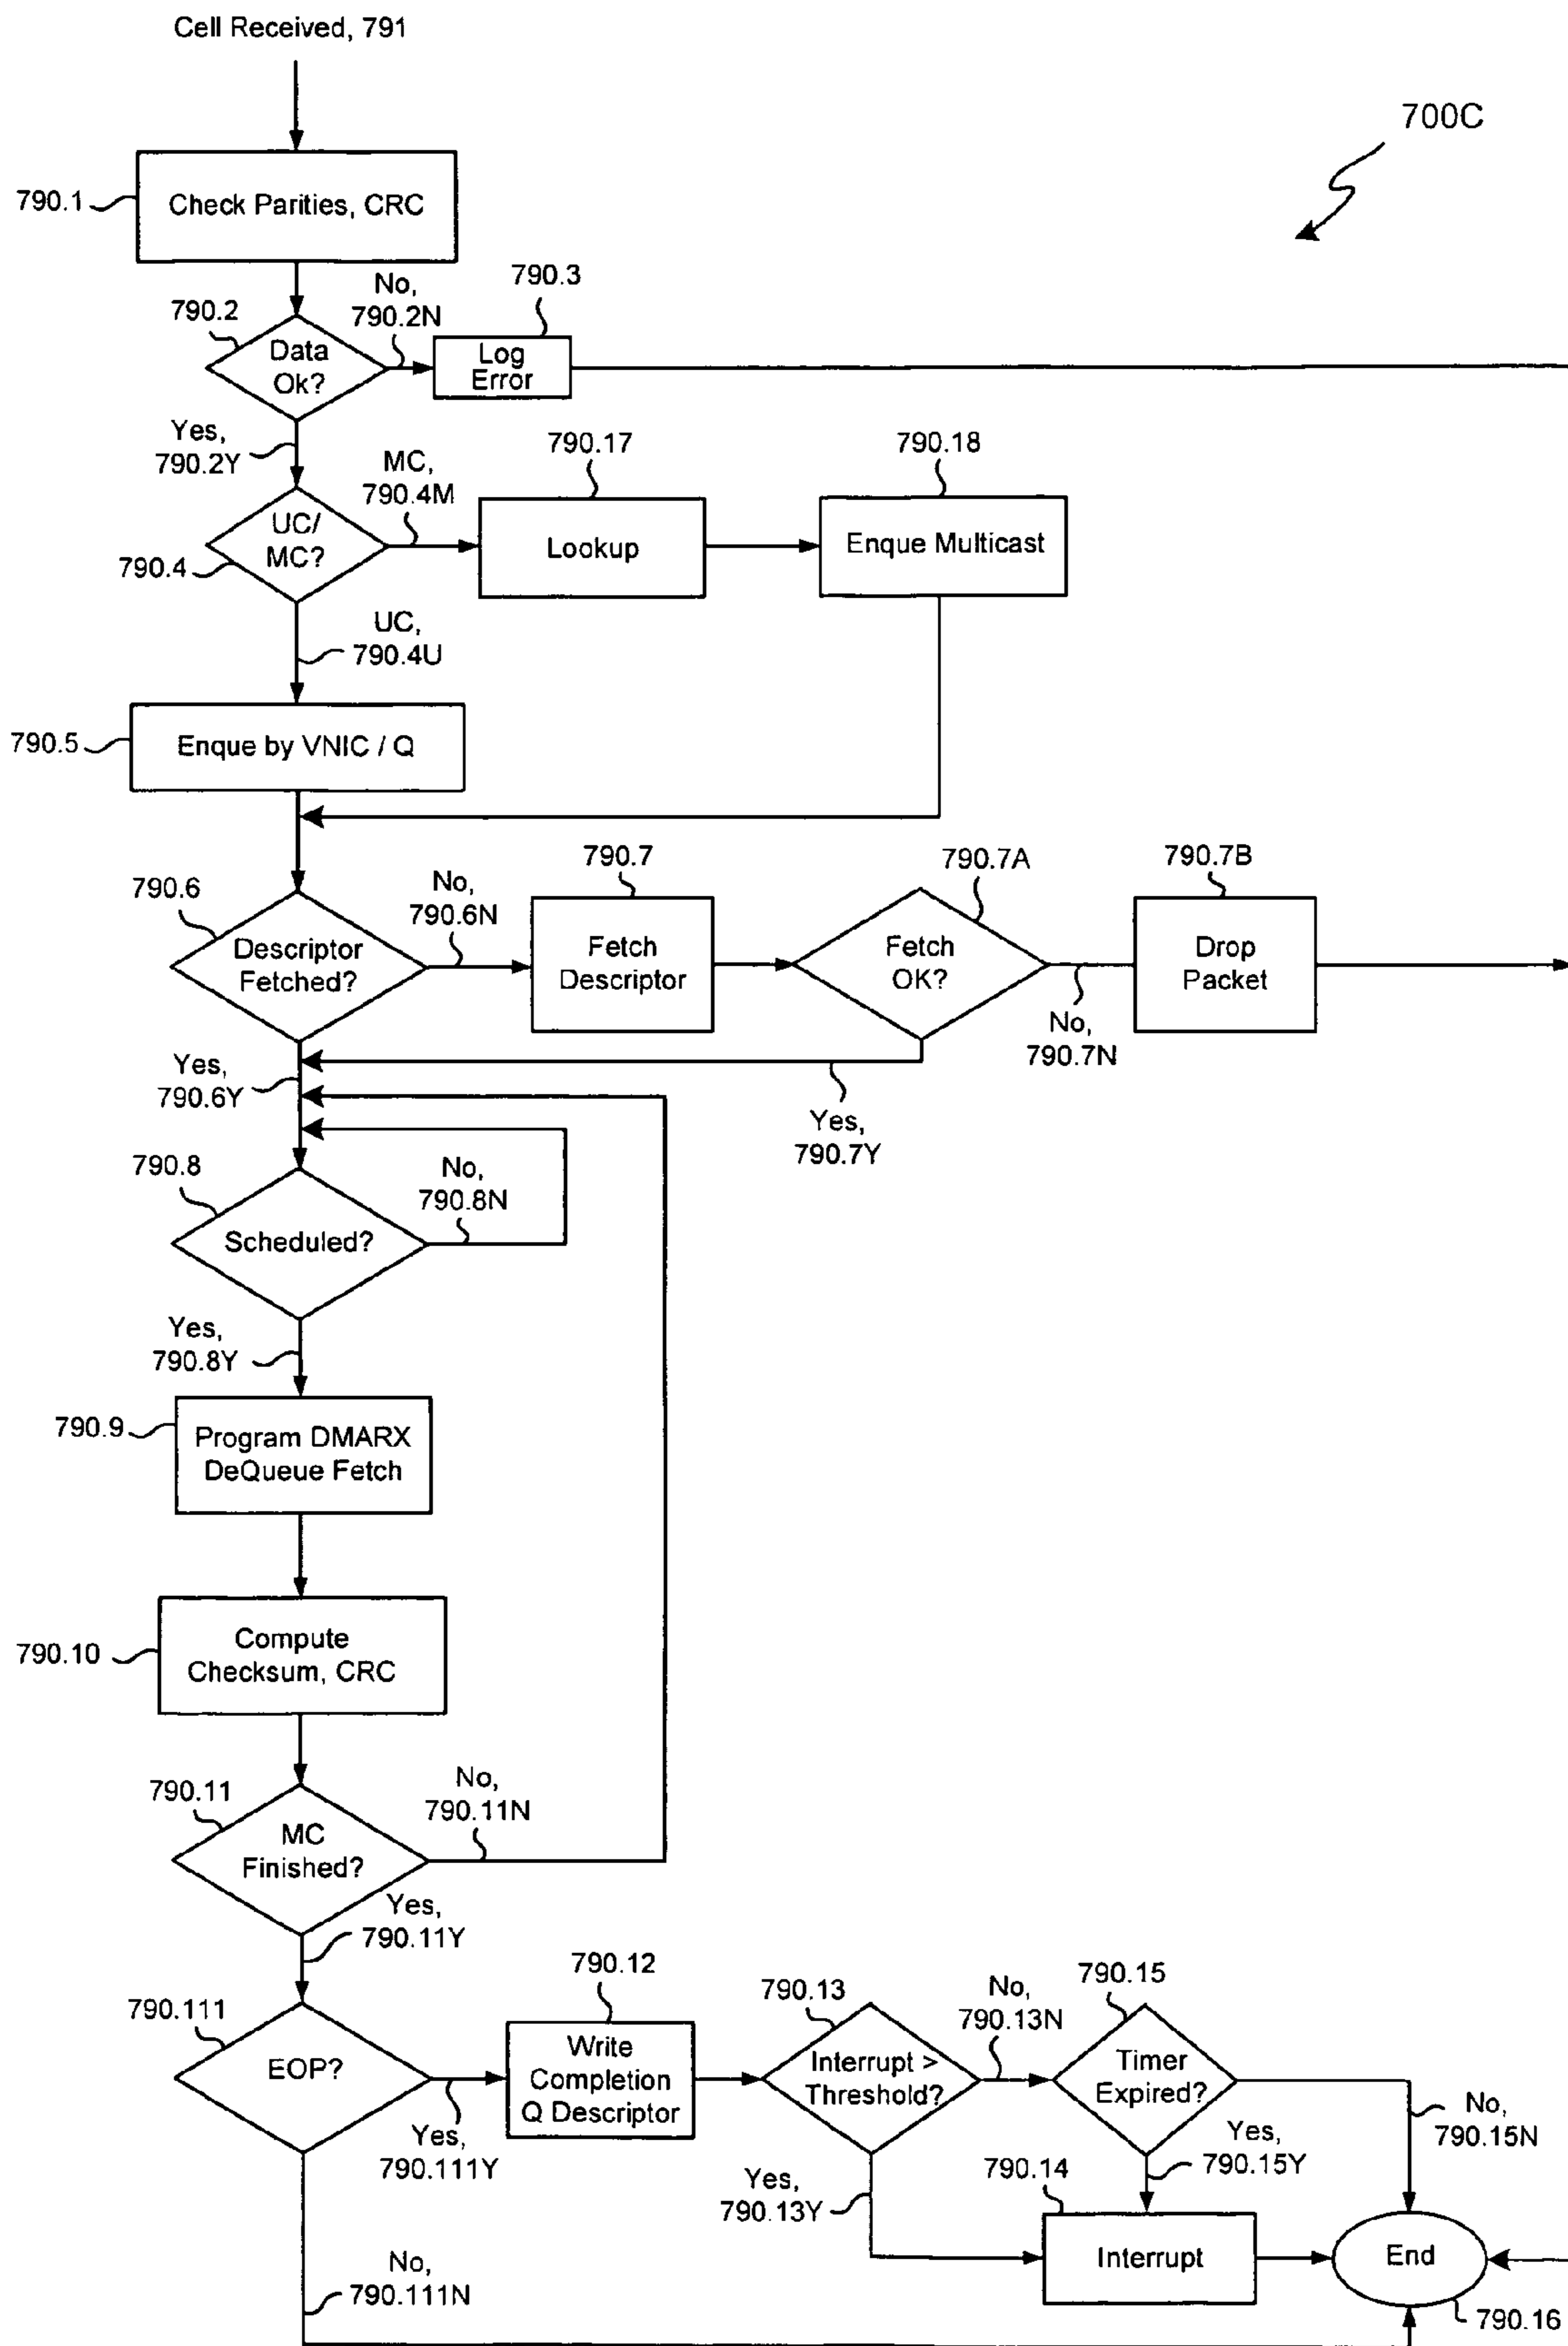 Cell Received, 791
700C
790.1
Check Parities, CRC
790.2
Data
Ok?
No,
790.2N
790.3
Log
Error
Yes,
790.2Y
790.4
UC/
MC?
MC,
790.4M
790.17
Lookup
790.18
Enque Multicast
UC,
790.4U
790.5
Enque by VNIC / Q
790.6
Descriptor
Fetched?
No,
790.6N
790.7
Fetch
Descriptor
790.7A
Fetch
OK?
No,
790.7N
790.7B
Drop
Packet
Yes,
790.6Y
Yes,
790.7Y
790.8
Scheduled?
No,
790.8N
Yes,
790.8Y
790.9
Program DMARX
DeQueue Fetch
790.10
Compute
Checksum, CRC
790.11
MC
Finished?
No,
790.11N
Yes,
790.11Y
790.111
EOP?
Yes,
790.111Y
790.12
Write
Completion
Q Descriptor
790.13
Interrupt >
Threshold?
No,
790.13N
790.15
Timer
Expired?
No,
790.15N
Yes,
790.13Y
Yes,
790.15Y
790.14
Interrupt
End
790.16
No,
790.111N